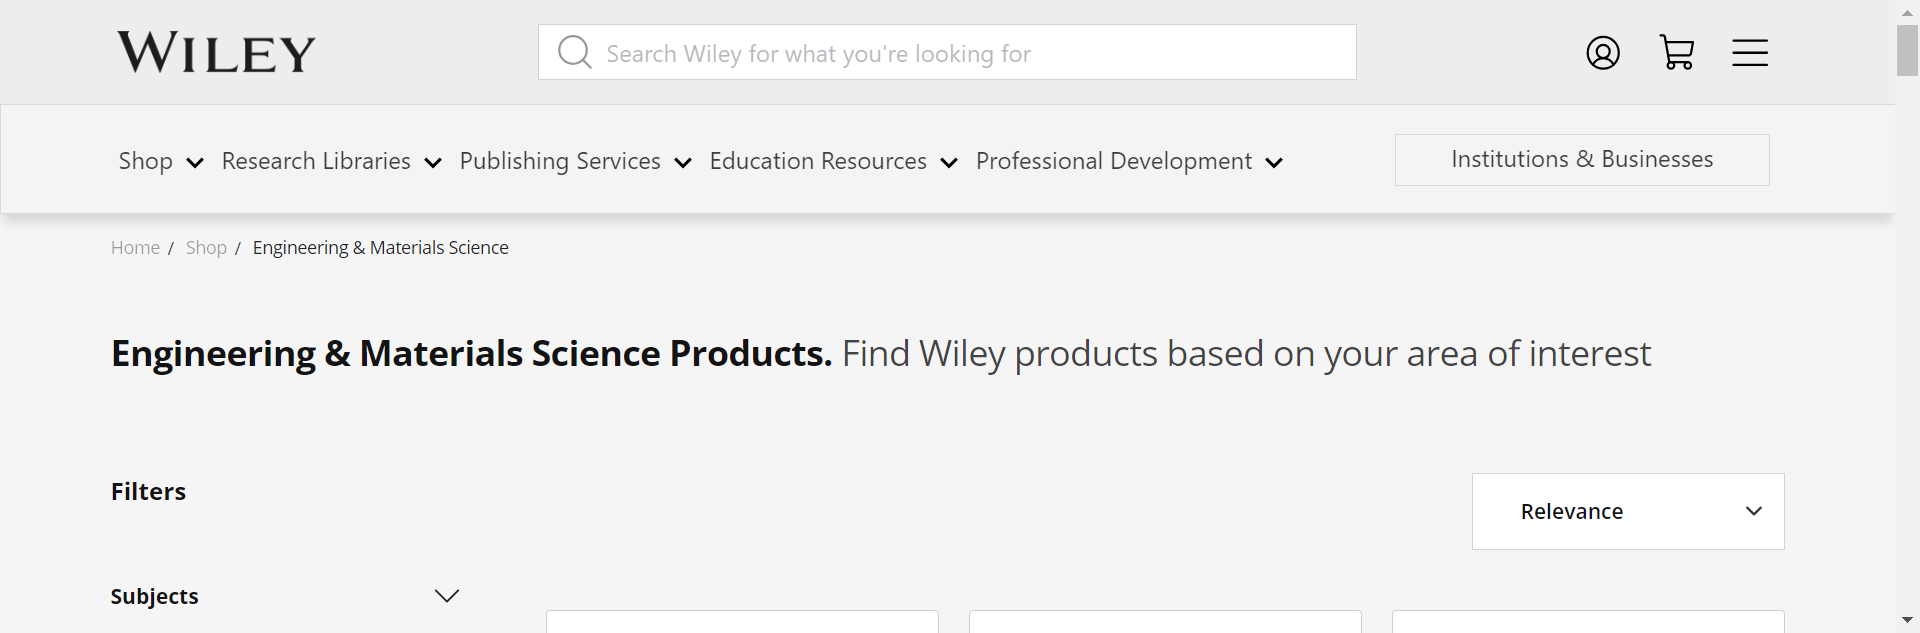 WILEY
Search Wiley for what you're looking for
Shop Research Libraries Publishing Services Education Resources Professional Development Institutions & Businesses
Home / Shop / Engineering & Materials Science
Engineering & Materials Science Products. Find Wiley products based on your area of interest
Filters
Relevance
Subjects